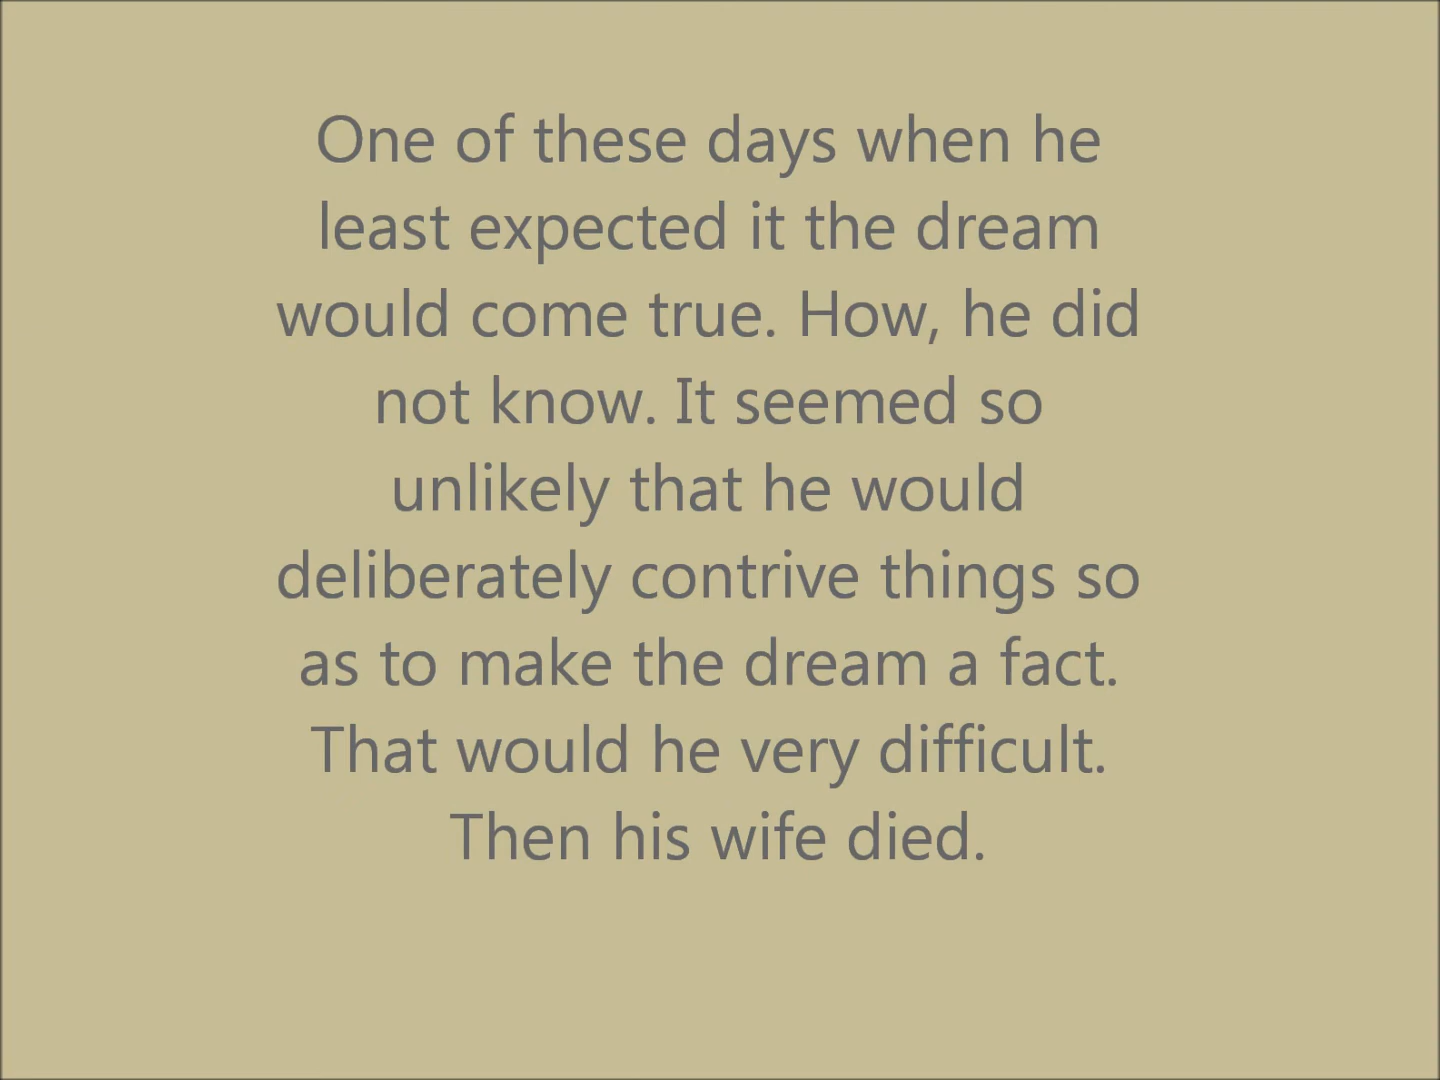 One of these days when he
least expected it the dream
would come true. How, he did
not know. It seemed so
unlikely that he would
deliberately contrive things so
as to make the dream a fact.
That would he very difficult.
Then his wife died.